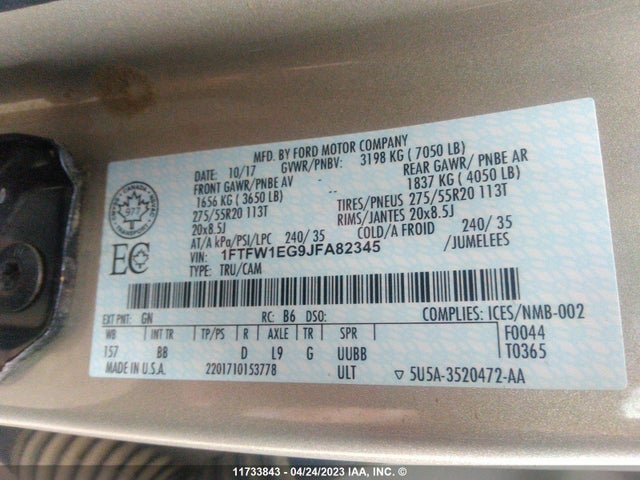 MFD. BY FORD MOTOR COMPANY
DATE: 10/17 GVWR/PNBV: 3198 KG ( 7050 LB)
FRONT GAWR/PNBE AV REAR GAWR/ PNBE AR
1656 KG ( 3650 LB) 1837 KG ( 4050 LB)
275/55R20 113T TIRES/PNEUS 275/55R20 113T
20x8.5J RIMS/JANTES 20x8.5J
AT/A kPa/PSI/LPC 240/ 35 COLD/A FROID 240/ 35
VIN: 1FTFW1EG9JFA82345 /JUMELEES
TYPE: TRU/CAM
CANADA
977
EC
EXT PNT: GN RC: B6 DSO: COMPLIES: ICES/NMB-002
WB INT TR TP/PS R AXLE TR SPR F0044
157 BB D L9 G UUBB T0365
MADE IN U.S.A. 2201710153778 ULT ▽ 5U5A-3520472-AA
11733843 - 04/24/2023 IAA, INC. ©